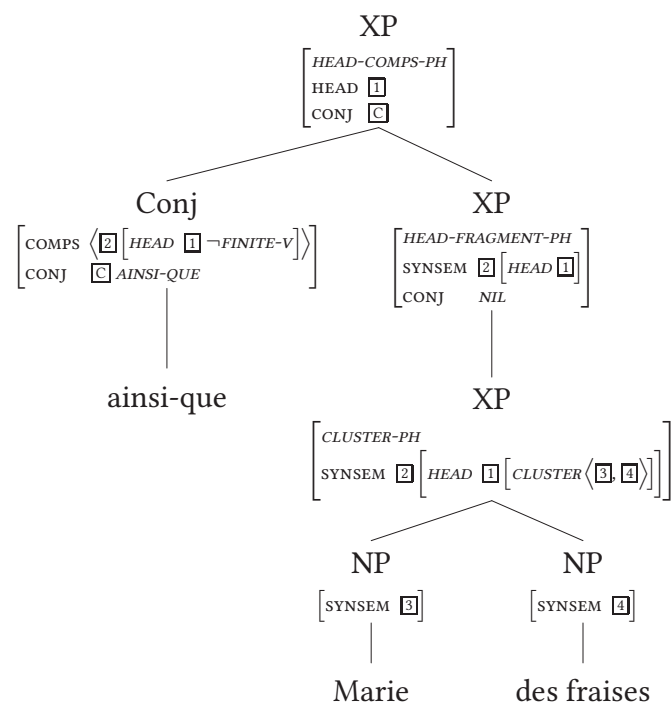 XP
[HEAD-COMPS-PH
HEAD 1
CONJ C]
Conj XP
[COMPS ⟨2[HEAD 1 ¬FINITE-V]⟩
CONJ C AINSI-QUE]
[HEAD-FRAGMENT-PH
SYNSEM 2[HEAD 1]
CONJ NIL]
ainsi-que XP
[CLUSTER-PH
SYNSEM 2[HEAD 1[CLUSTER⟨3, 4⟩]]]
NP NP
[SYNSEM 3] [SYNSEM 4]
Marie des fraises